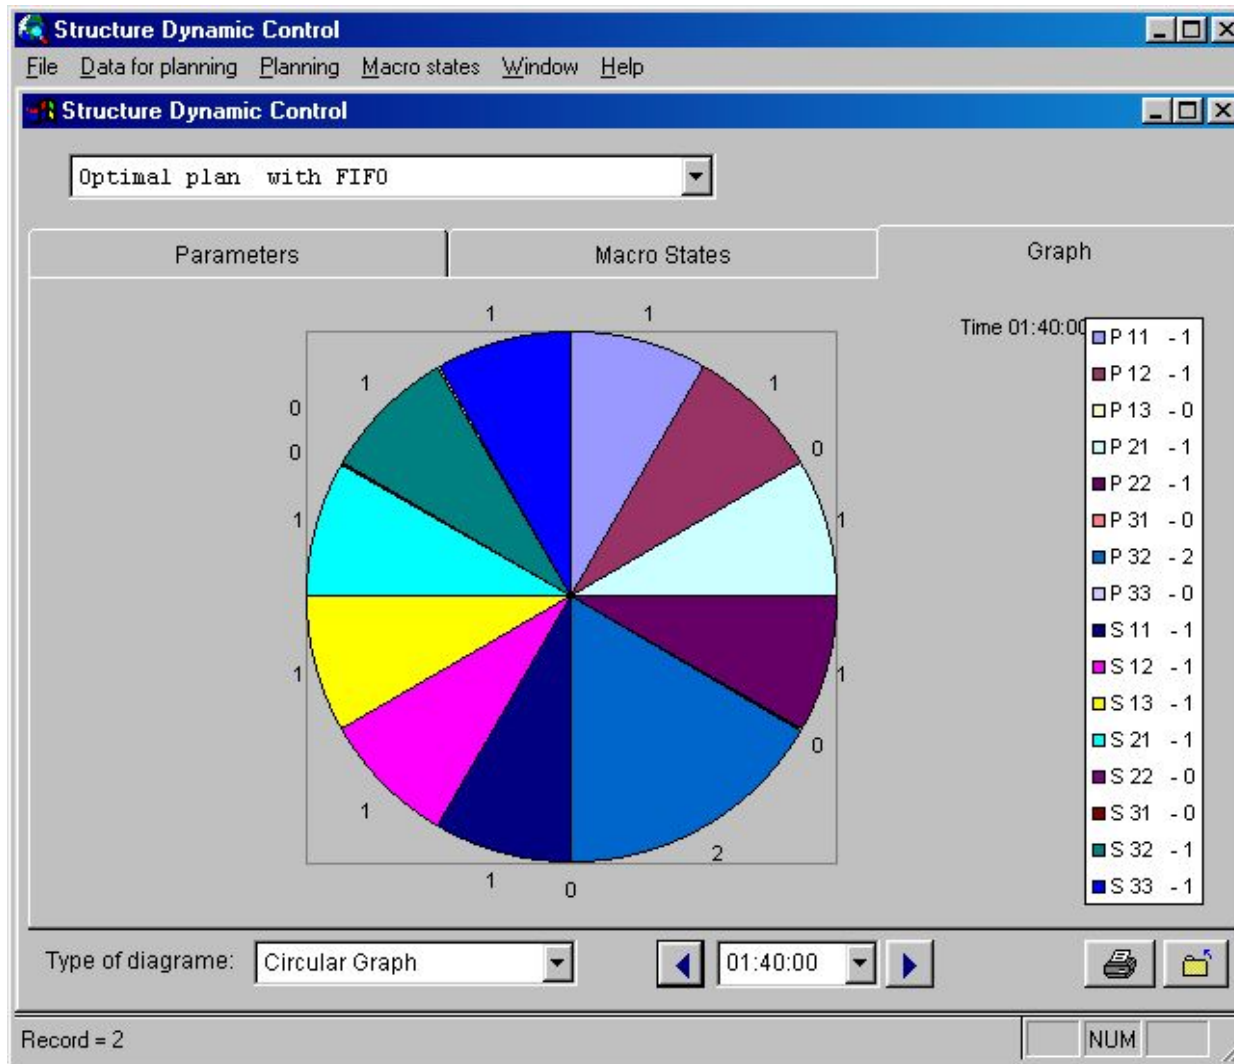 Structure Dynamic Control
File Data for planning Planning Macro states Window Help
Structure Dynamic Control
Optimal plan with FIFO
Parameters Macro States Graph
1 1
Time 01:40:00
1 1
0 0
0
1 1
1 1
0
1 2
1 0
P 11 - 1
P 12 - 1
P 13 - 0
P 21 - 1
P 22 - 1
P 31 - 0
P 32 - 2
P 33 - 0
S 11 - 1
S 12 - 1
S 13 - 1
S 21 - 1
S 22 - 0
S 31 - 0
S 32 - 1
S 33 - 1
Type of diagrame: Circular Graph 01:40:00
Record = 2 NUM